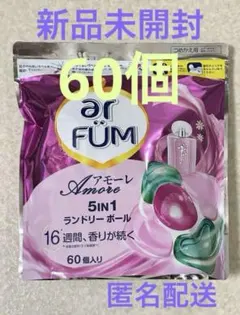 新品未開封
60個
ar
FÜM
アモーレ
Amore
5IN1
ランドリー ボール
16週間、香りが続く
60個入り
匿名配送